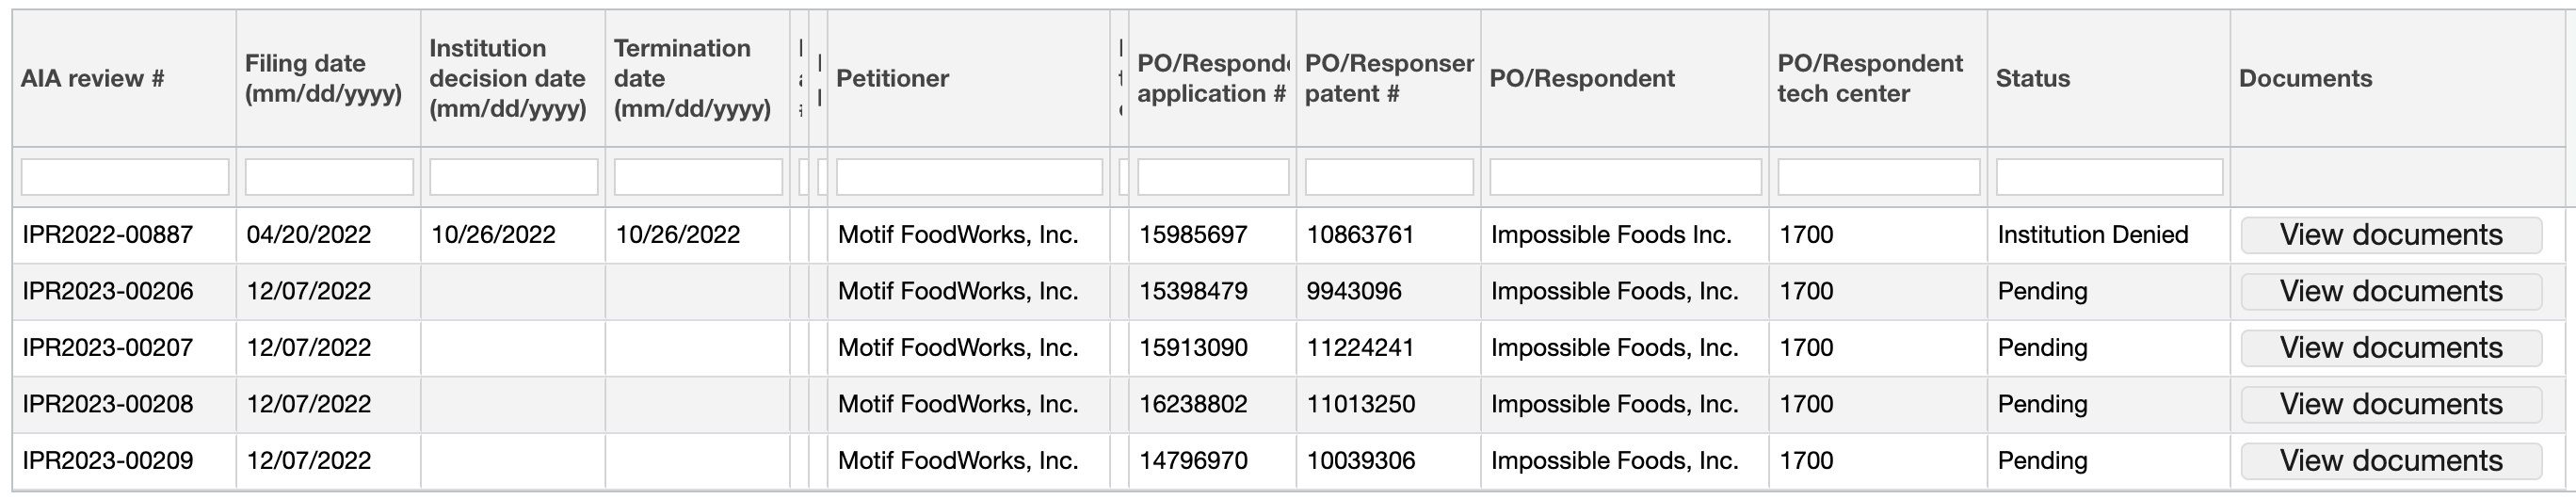 AIA review # Filing date (mm/dd/yyyy) Institution decision date (mm/dd/yyyy) Termination date (mm/dd/yyyy) Petitioner PO/Responde application # PO/Responser patent # PO/Respondent PO/Respondent tech center Status Documents
IPR2022-00887 04/20/2022 10/26/2022 10/26/2022 Motif FoodWorks, Inc. 15985697 10863761 Impossible Foods Inc. 1700 Institution Denied View documents
IPR2023-00206 12/07/2022 Motif FoodWorks, Inc. 15398479 9943096 Impossible Foods, Inc. 1700 Pending View documents
IPR2023-00207 12/07/2022 Motif FoodWorks, Inc. 15913090 11224241 Impossible Foods, Inc. 1700 Pending View documents
IPR2023-00208 12/07/2022 Motif FoodWorks, Inc. 16238802 11013250 Impossible Foods, Inc. 1700 Pending View documents
IPR2023-00209 12/07/2022 Motif FoodWorks, Inc. 14796970 10039306 Impossible Foods, Inc. 1700 Pending View documents